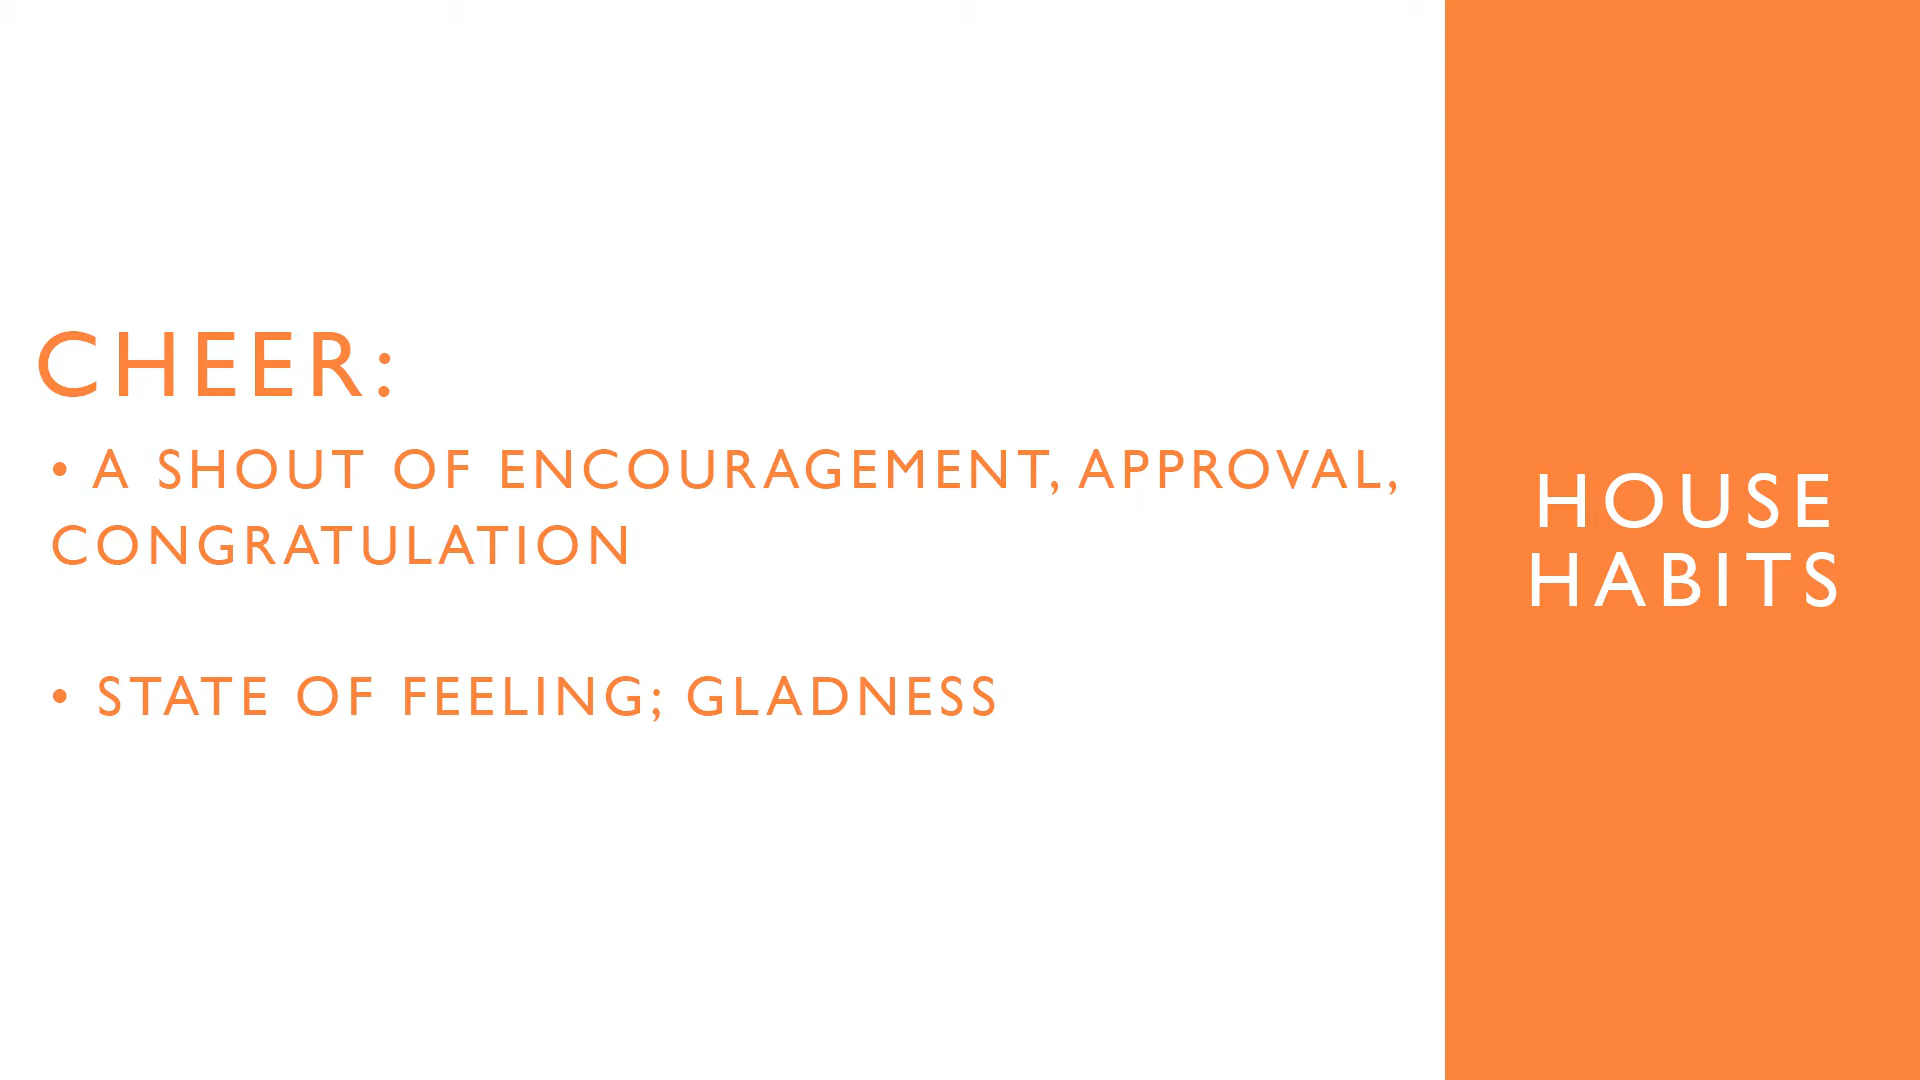 CHEER:
• A SHOUT OF ENCOURAGEMENT, APPROVAL,
CONGRATULATION
• STATE OF FEELING; GLADNESS
HOUSE
HABITS